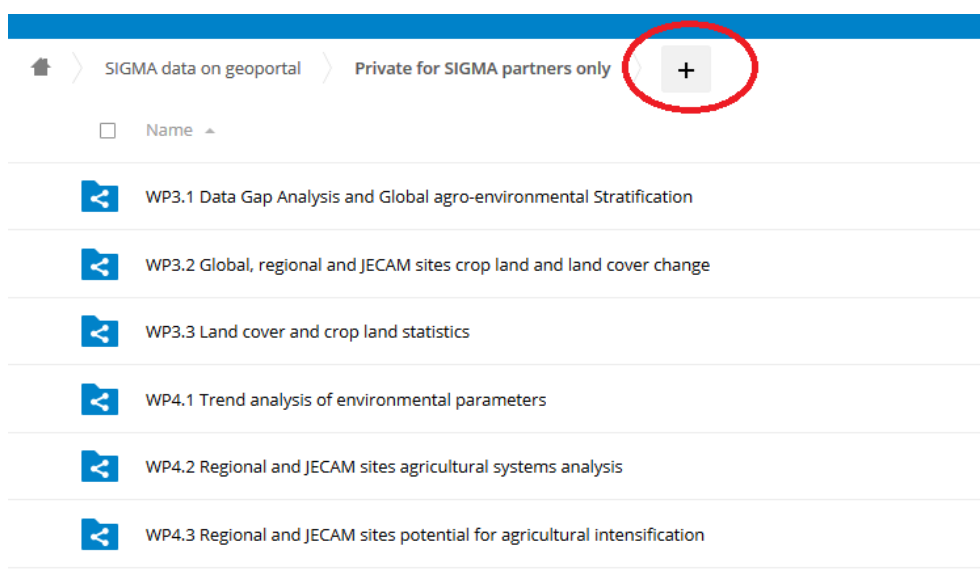 SIGMA data on geoportal Private for SIGMA partners only +
Name
WP3.1 Data Gap Analysis and Global agro-environmental Stratification
WP3.2 Global, regional and JECAM sites crop land and land cover change
WP3.3 Land cover and crop land statistics
WP4.1 Trend analysis of environmental parameters
WP4.2 Regional and JECAM sites agricultural systems analysis
WP4.3 Regional and JECAM sites potential for agricultural intensification